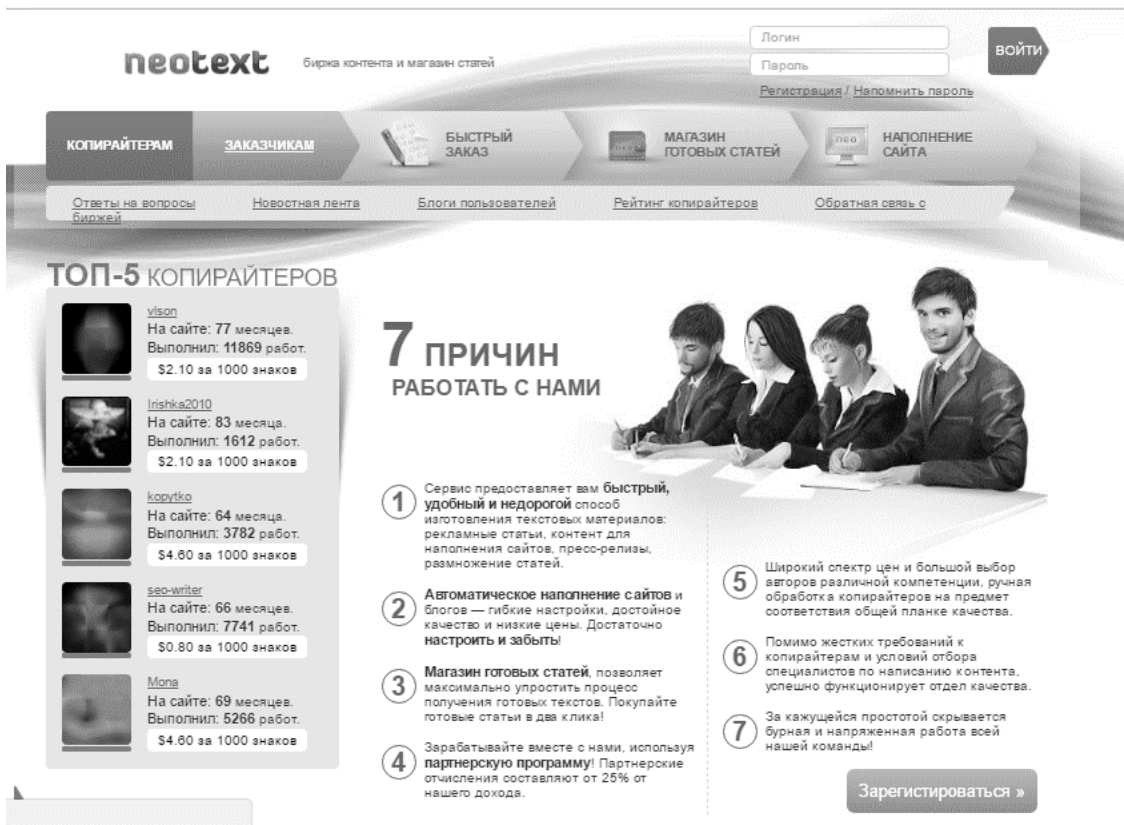 neotext
биржа контента и магазин статей
Логин
Пароль
ВОЙТИ
Регистрация / Напомнить пароль
КОПИРАЙТЕРАМ
ЗАКАЗЧИКАМ
БЫСТРЫЙ
ЗАКАЗ
neo
МАГАЗИН
ГОТОВЫХ СТАТЕЙ
neo
НАПОЛНЕНИЕ
САЙТА
Ответы на вопросы
Новостная лента
Блоги пользователей
Рейтинг копирайтеров
Обратная связь с
биржей
ТОП-5 КОПИРАЙТЕРОВ
vlson
На сайте: 77 месяцев.
Выполнил: 11869 работ.
$2.10 за 1000 знаков
Irishka2010
На сайте: 83 месяца.
Выполнил: 1612 работ.
$2.10 за 1000 знаков
kopytko
На сайте: 64 месяца.
Выполнил: 3782 работ.
$4.60 за 1000 знаков
seo-writer
На сайте: 66 месяцев.
Выполнил: 7741 работ.
$0.80 за 1000 знаков
Mona
На сайте: 69 месяцев.
Выполнил: 5266 работ.
$4.60 за 1000 знаков
7 ПРИЧИН
РАБОТАТЬ С НАМИ
1
Сервис предоставляет вам быстрый,
удобный и недорогой способ
изготовления текстовых материалов:
рекламные статьи, контент для
наполнения сайтов, пресс-релизы,
размножение статей.
2
Автоматическое наполнение сайтов и
блогов — гибкие настройки, достойное
качество и низкие цены. Достаточно
настроить и забыть!
3
Магазин готовых статей, позволяет
максимально упростить процесс
получения готовых текстов. Покупайте
готовые статьи в два клика!
4
Зарабатывайте вместе с нами, используя
партнерскую программу! Партнерские
отчисления составляют от 25% от
нашего дохода.
5
Широкий спектр цен и большой выбор
авторов различной компетенции, ручная
обработка копирайтеров на предмет
соответствия общей планке качества.
6
Помимо жестких требований к
копирайтерам и условий отбора
специалистов по написанию контента,
успешно функционирует отдел качества.
7
За кажущейся простотой скрывается
бурная и напряженная работа всей
нашей команды!
Зарегистироваться »